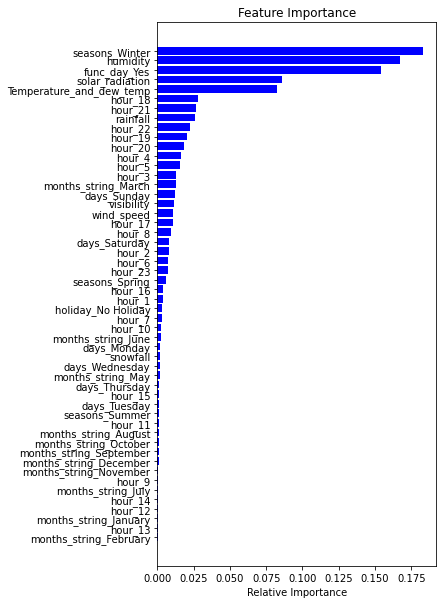 Feature Importance
seasons_Winter
humidity
func_day_Yes
solar_radiation
Temperature_and_dew_temp
hour_18
hour_21
rainfall
hour_22
hour_19
hour_20
hour_4
hour_5
hour_3
months_string_March
days_Sunday
visibility
wind_speed
hour_17
hour_8
days_Saturday
hour_2
hour_6
hour_23
seasons_Spring
hour_16
hour_1
holiday_No Holiday
hour_7
hour_10
months_string_June
days_Monday
snowfall
days_Wednesday
months_string_May
days_Thursday
hour_15
days_Tuesday
seasons_Summer
hour_11
months_string_August
months_string_October
months_string_September
months_string_December
months_string_November
hour_9
months_string_July
hour_14
hour_12
months_string_January
hour_13
months_string_February
0.000 0.025 0.050 0.075 0.100 0.125 0.150 0.175
Relative Importance